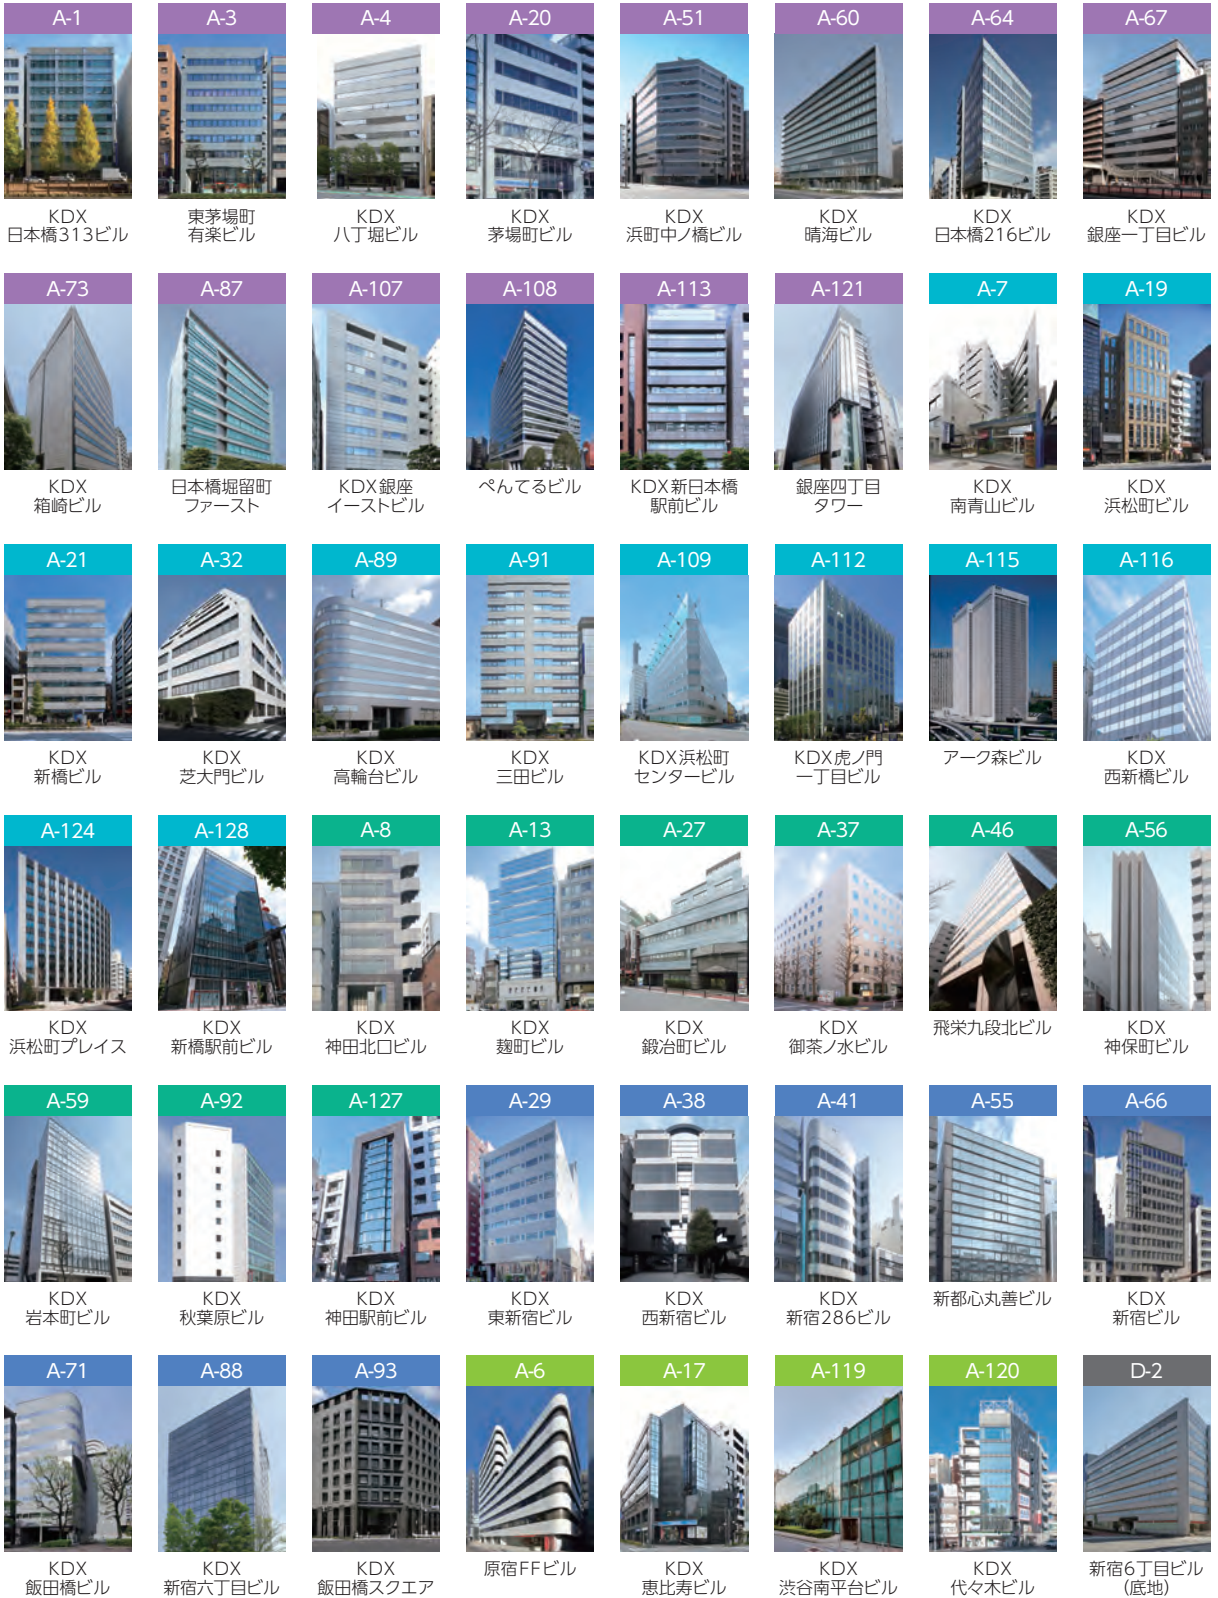 A-1
A-3
A-4
A-20
A-51
A-60
A-64
A-67
KDX
日本橋313ビル
東茅場町
有楽ビル
KDX
八丁堀ビル
KDX
茅場町ビル
KDX
浜町中ノ橋ビル
KDX
晴海ビル
KDX
日本橋216ビル
KDX
銀座一丁目ビル
A-73
A-87
A-107
A-108
A-113
A-121
A-7
A-19
KDX
箱崎ビル
日本橋堀留町
ファースト
KDX銀座
イーストビル
ぺんてるビル
KDX新日本橋
駅前ビル
銀座四丁目
タワー
KDX
南青山ビル
KDX
浜松町ビル
A-21
A-32
A-89
A-91
A-109
A-112
A-115
A-116
KDX
新橋ビル
KDX
芝大門ビル
KDX
高輪台ビル
KDX
三田ビル
KDX浜松町
センタービル
KDX虎ノ門
一丁目ビル
アーク森ビル
KDX
西新橋ビル
A-124
A-128
A-8
A-13
A-27
A-37
A-46
A-56
KDX
浜松町プレイス
KDX
新橋駅前ビル
KDX
神田北口ビル
KDX
麹町ビル
KDX
鍛冶町ビル
KDX
御茶ノ水ビル
飛栄九段北ビル
KDX
神保町ビル
A-59
A-92
A-127
A-29
A-38
A-41
A-55
A-66
KDX
岩本町ビル
KDX
秋葉原ビル
KDX
神田駅前ビル
KDX
東新宿ビル
KDX
西新宿ビル
KDX
新宿286ビル
新都心丸善ビル
KDX
新宿ビル
A-71
A-88
A-93
A-6
A-17
A-119
A-120
D-2
KDX
飯田橋ビル
KDX
新宿六丁目ビル
KDX
飯田橋スクエア
原宿FFビル
KDX
恵比寿ビル
KDX
渋谷南平台ビル
KDX
代々木ビル
新宿6丁目ビル
(底地)